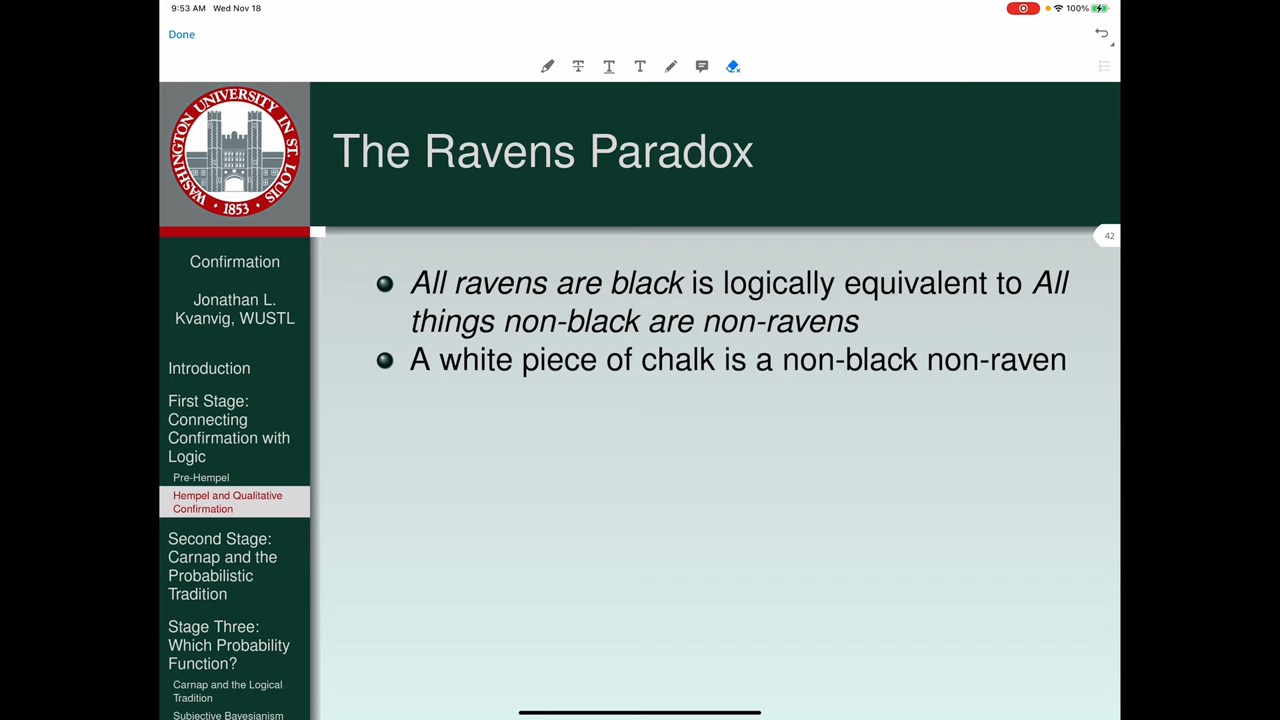 9:53 AM Wed Nov 18
100%
Done
The Ravens Paradox
WASHINGTON UNIVERSITY IN ST. LOUIS
1853
42
Confirmation
Jonathan L.
Kvanvig, WUSTL
Introduction
First Stage:
Connecting
Confirmation with
Logic
Pre-Hempel
Hempel and Qualitative
Confirmation
Second Stage:
Carnap and the
Probabilistic
Tradition
Stage Three:
Which Probability
Function?
Carnap and the Logical
Tradition
Subjective Bayesianism
All ravens are black is logically equivalent to All
things non-black are non-ravens
A white piece of chalk is a non-black non-raven